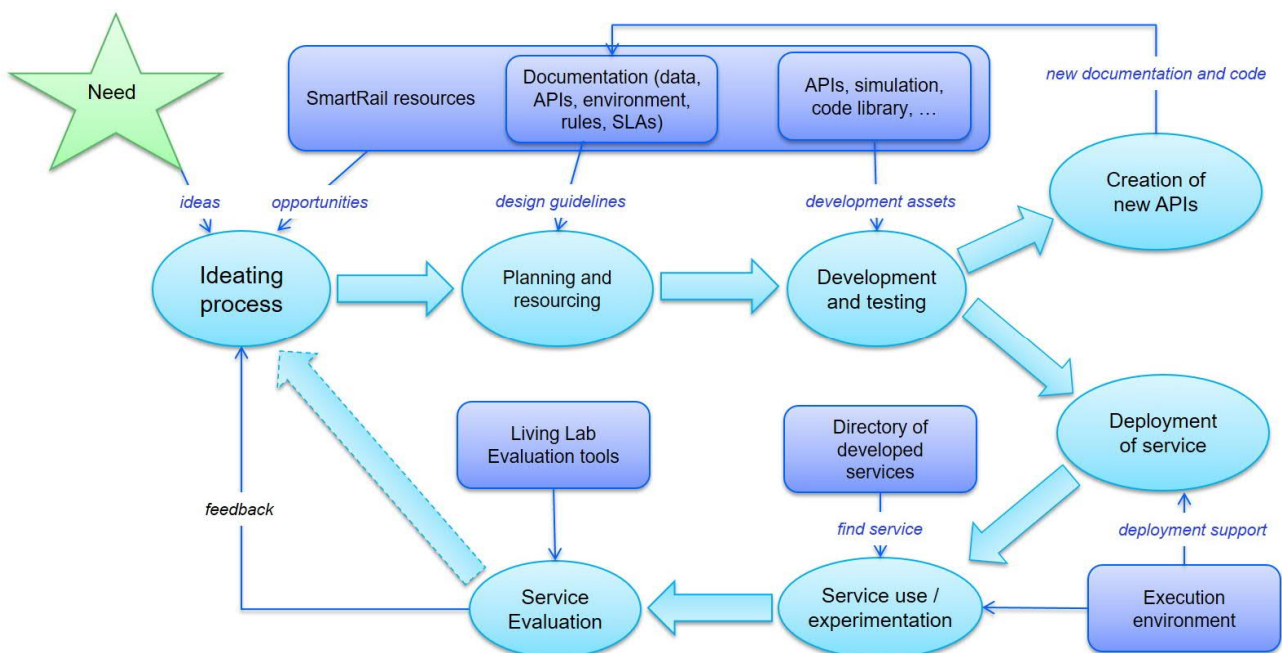 Need
SmartRail resources
Documentation (data,
APIs, environment,
rules, SLAs)
APIs, simulation,
code library, …
new documentation and code
ideas
opportunities
design guidelines
development assets
Creation of
new APIs
Ideating
process
Planning and
resourcing
Development
and testing
Living Lab
Evaluation tools
Directory of
developed
services
Deployment
of service
feedback
find service
deployment support
Service
Evaluation
Service use /
experimentation
Execution
environment